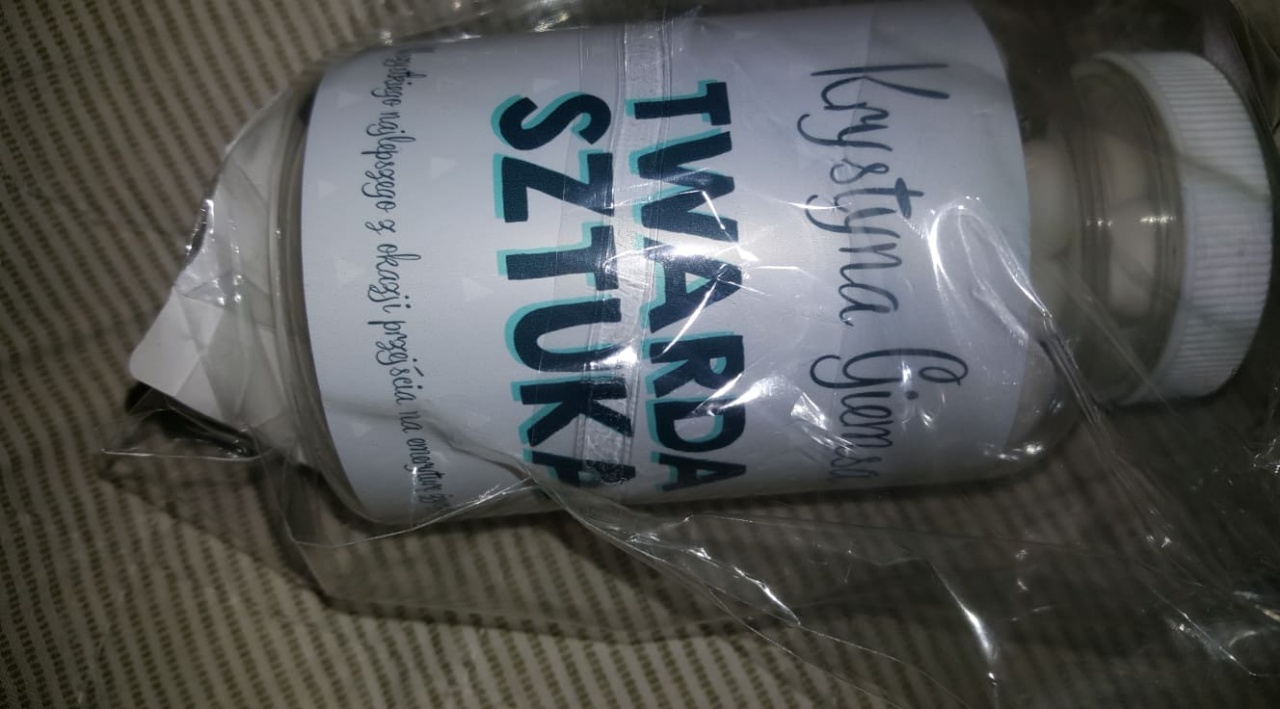 Krystyna
TWARDA
SZTUKA
najlepszego z okazji przejścia na